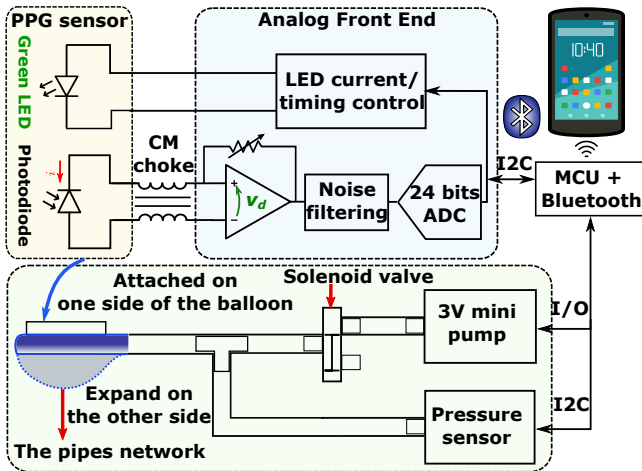 PPG sensor
Analog Front End
Green LED
Photodiode
LED current/
timing control
10:40
CM
choke
+
v_d
−
Noise
filtering
24 bits
ADC
I2C
MCU +
Bluetooth
Attached on
one side of the balloon
Solenoid valve
3V mini
pump
I/O
Expand on
the other side
I2C
Pressure
sensor
The pipes network